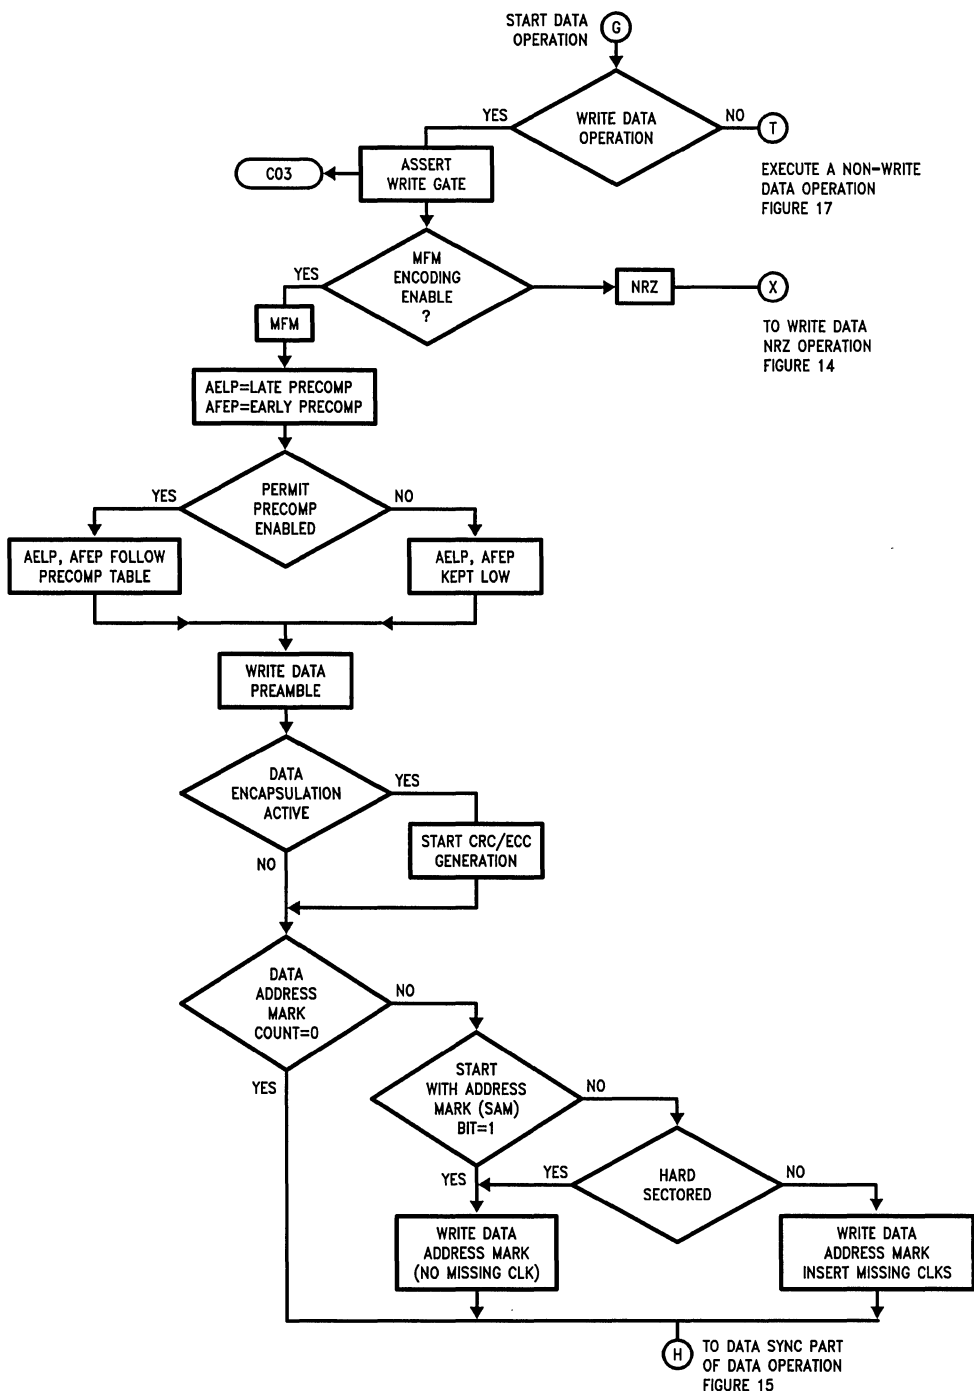 START DATA
OPERATION
G
WRITE DATA
OPERATION
YES
NO
T
EXECUTE A NON-WRITE
DATA OPERATION
FIGURE 17
ASSERT
WRITE GATE
CO3
MFM
ENCODING
ENABLE
?
YES
NRZ
X
TO WRITE DATA
NRZ OPERATION
FIGURE 14
MFM
AELP=LATE PRECOMP
AFEP=EARLY PRECOMP
PERMIT
PRECOMP
ENABLED
YES
NO
AELP, AFEP FOLLOW
PRECOMP TABLE
AELP, AFEP
KEPT LOW
WRITE DATA
PREAMBLE
DATA
ENCAPSULATION
ACTIVE
YES
START CRC/ECC
GENERATION
NO
DATA
ADDRESS
MARK
COUNT=0
NO
YES
START
WITH ADDRESS
MARK (SAM)
BIT=1
NO
YES
HARD
SECTORED
YES
NO
WRITE DATA
ADDRESS MARK
(NO MISSING CLK)
WRITE DATA
ADDRESS MARK
INSERT MISSING CLKS
H
TO DATA SYNC PART
OF DATA OPERATION
FIGURE 15